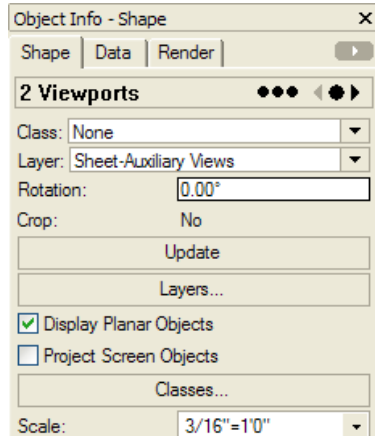 Object Info - Shape
Shape Data Render
2 Viewports
Class: None
Layer: Sheet-Auxiliary Views
Rotation: 0.00°
Crop: No
Update
Layers...
Display Planar Objects
Project Screen Objects
Classes...
Scale: 3/16"=1'0"